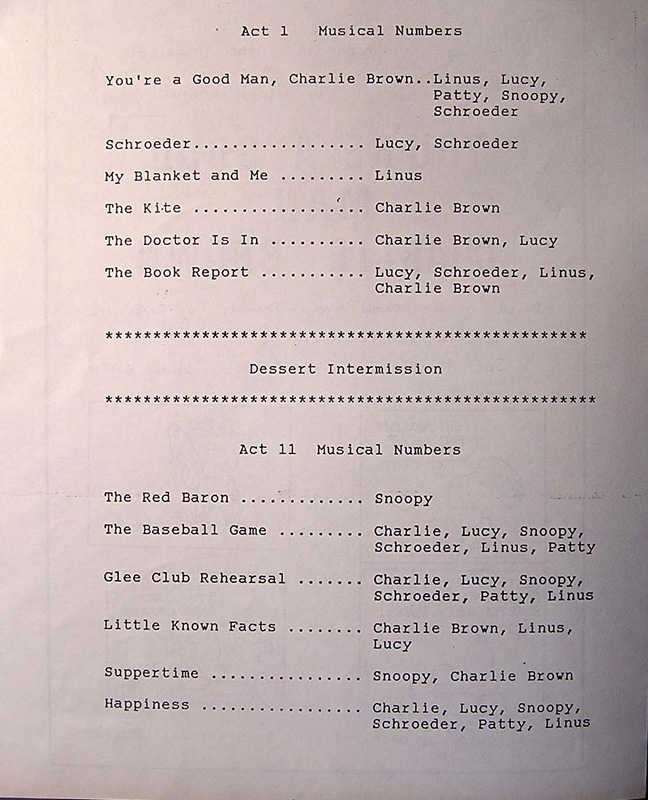 Act 1 Musical Numbers
You're a Good Man, Charlie Brown..Linus, Lucy,
Patty, Snoopy,
Schroeder
Schroeder.................. Lucy, Schroeder
My Blanket and Me ......... Linus
The Kite .................. Charlie Brown
The Doctor Is In .......... Charlie Brown, Lucy
The Book Report ........... Lucy, Schroeder, Linus,
Charlie Brown
**************************************************
Dessert Intermission
***************************************************
Act 11 Musical Numbers
The Red Baron ............. Snoopy
The Baseball Game ......... Charlie, Lucy, Snoopy,
Schroeder, Linus, Patty
Glee Club Rehearsal ....... Charlie, Lucy, Snoopy,
Schroeder, Patty, Linus
Little Known Facts ........ Charlie Brown, Linus,
Lucy
Suppertime ................ Snoopy, Charlie Brown
Happiness ................. Charlie, Lucy, Snoopy,
Schroeder, Patty, Linus